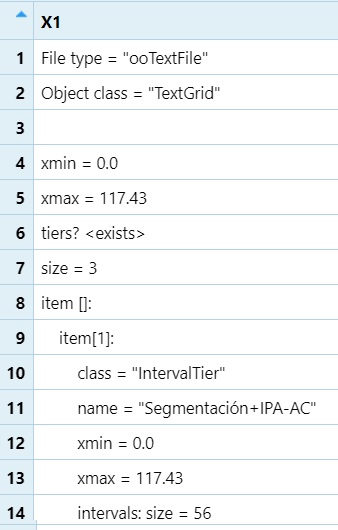 X1
1 File type = "ooTextFile"
2 Object class = "TextGrid"
3
4 xmin = 0.0
5 xmax = 117.43
6 tiers? <exists>
7 size = 3
8 item []:
9 item[1]:
10 class = "IntervalTier"
11 name = "Segmentación+IPA-AC"
12 xmin = 0.0
13 xmax = 117.43
14 intervals: size = 56